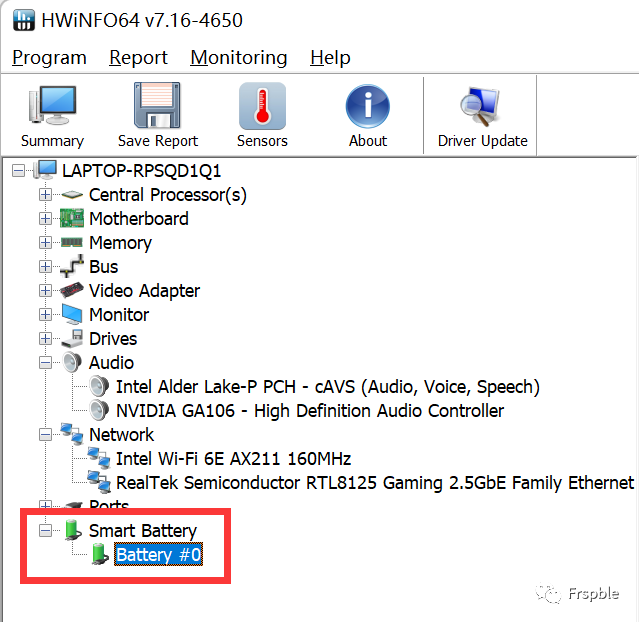 HWiNFO64 v7.16-4650
Program Report Monitoring Help
Summary Save Report Sensors About Driver Update
LAPTOP-RPSQD1Q1
Central Processor(s)
Motherboard
Memory
Bus
Video Adapter
Monitor
Drives
Audio
Intel Alder Lake-P PCH - cAVS (Audio, Voice, Speech)
NVIDIA GA106 - High Definition Audio Controller
Network
Intel Wi-Fi 6E AX211 160MHz
RealTek Semiconductor RTL8125 Gaming 2.5GbE Family Ethernet
Ports
Smart Battery
Battery #0
Frspble